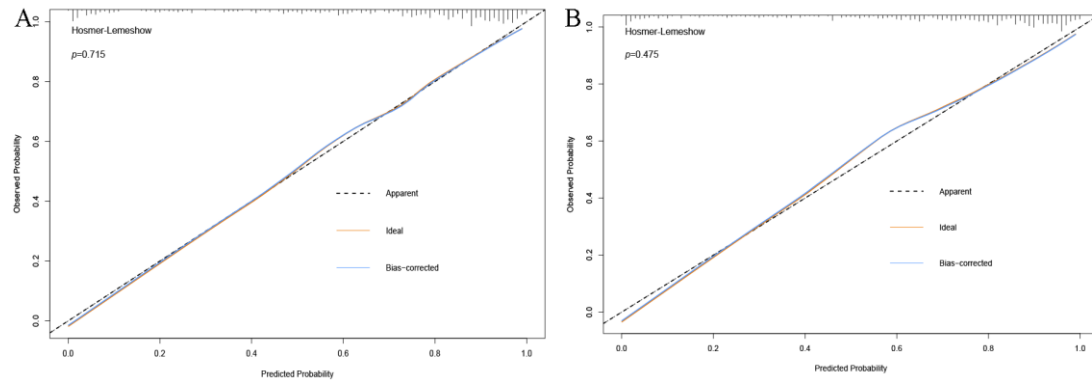 A
Hosmer-Lemeshow
p=0.715
Observed Probability
0.0
0.2
0.4
0.6
0.8
1.0
Apparent
Ideal
Bias-corrected
0.0 0.2 0.4 0.6 0.8 1.0
Predicted Probability
B
Hosmer-Lemeshow
p=0.475
Observed Probability
0.0
0.2
0.4
0.6
0.8
1.0
Apparent
Ideal
Bias-corrected
0.0 0.2 0.4 0.6 0.8 1.0
Predicted Probability